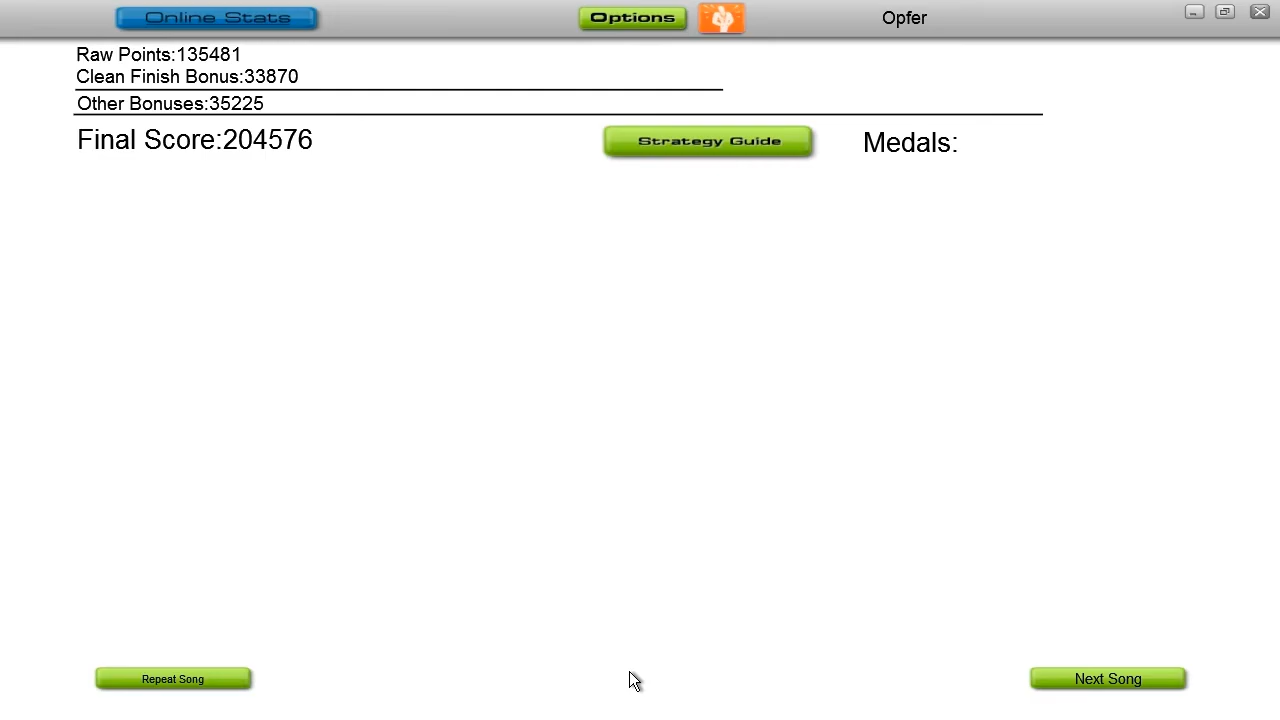 Online Stats
Options
Opfer
Raw Points:135481
Clean Finish Bonus:33870
Other Bonuses:35225
Final Score:204576
Strategy Guide
Medals:
Repeat Song
Next Song